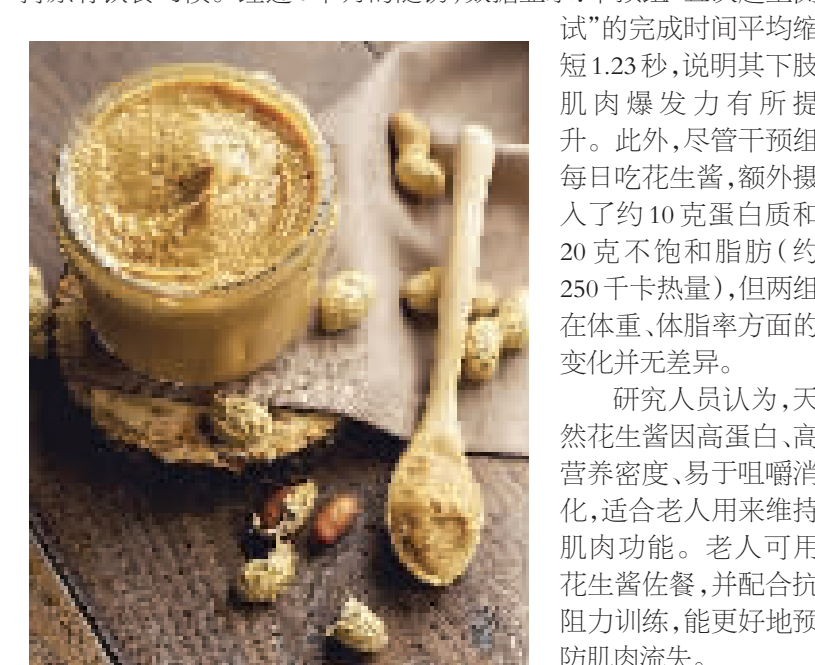 试”的完成时间平均缩
短1.23秒,说明其下肢
肌肉爆发力有所提
升。此外,尽管干预组
每日吃花生酱,额外摄
入了约10克蛋白质和
20克不饱和脂肪(约
250千卡热量),但两组
在体重、体脂率方面的
变化并无差异。
研究人员认为,天
然花生酱因高蛋白、高
营养密度、易于咀嚼消
化,适合老人用来维持
肌肉功能。老人可用
花生酱佐餐,并配合抗
阻力训练,能更好地预
防肌肉流失。